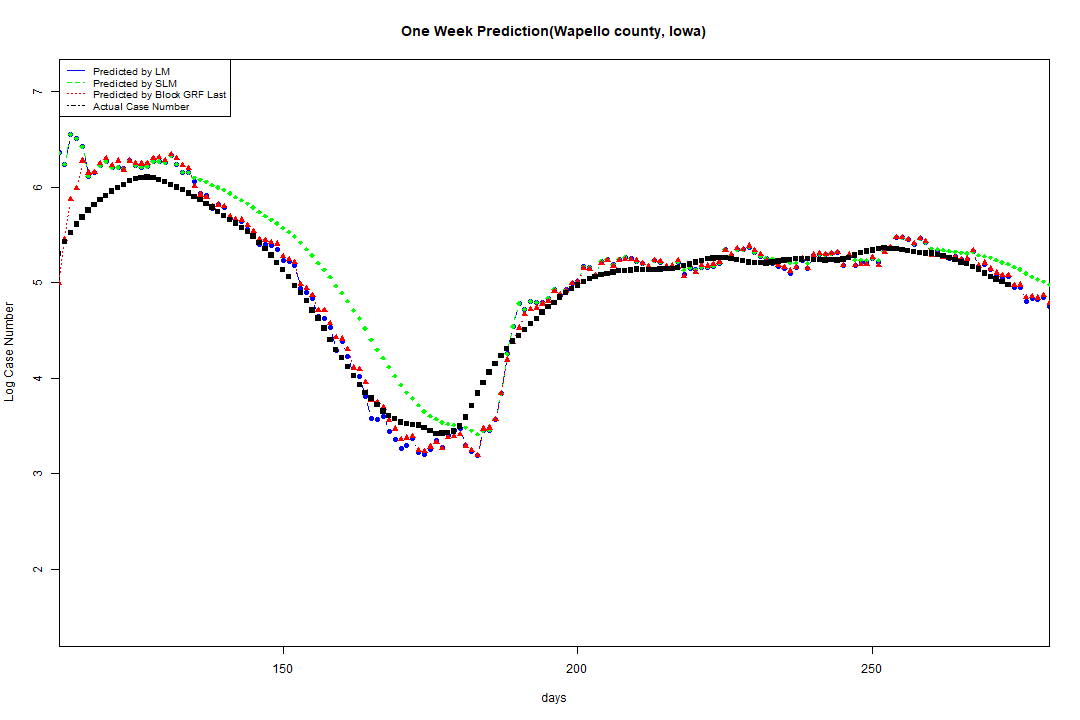 One Week Prediction(Wapello county, Iowa)
Predicted by LM
Predicted by SLM
Predicted by Block GRF Last
Actual Case Number
7
6
5
4
3
2
Log Case Number
150
200
250
days